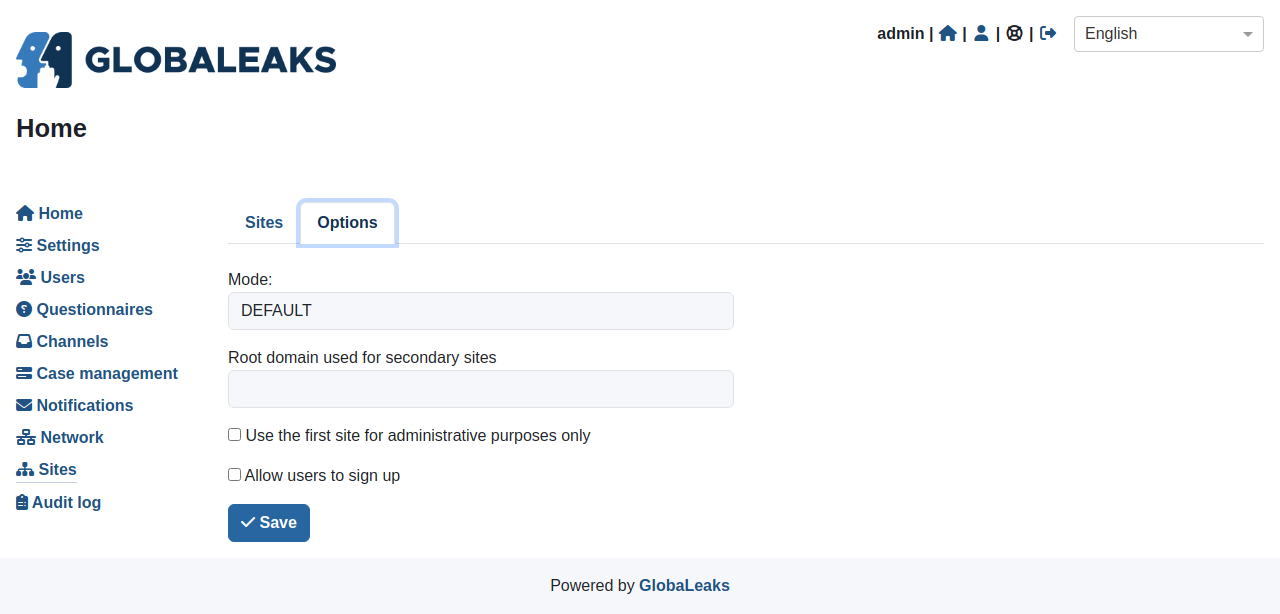 GLOBALEAKS
admin | | | |
English
Home
Home
Settings
Users
Questionnaires
Channels
Case management
Notifications
Network
Sites
Audit log
Sites
Options
Mode:
DEFAULT
Root domain used for secondary sites
Use the first site for administrative purposes only
Allow users to sign up
Save
Powered by GlobaLeaks